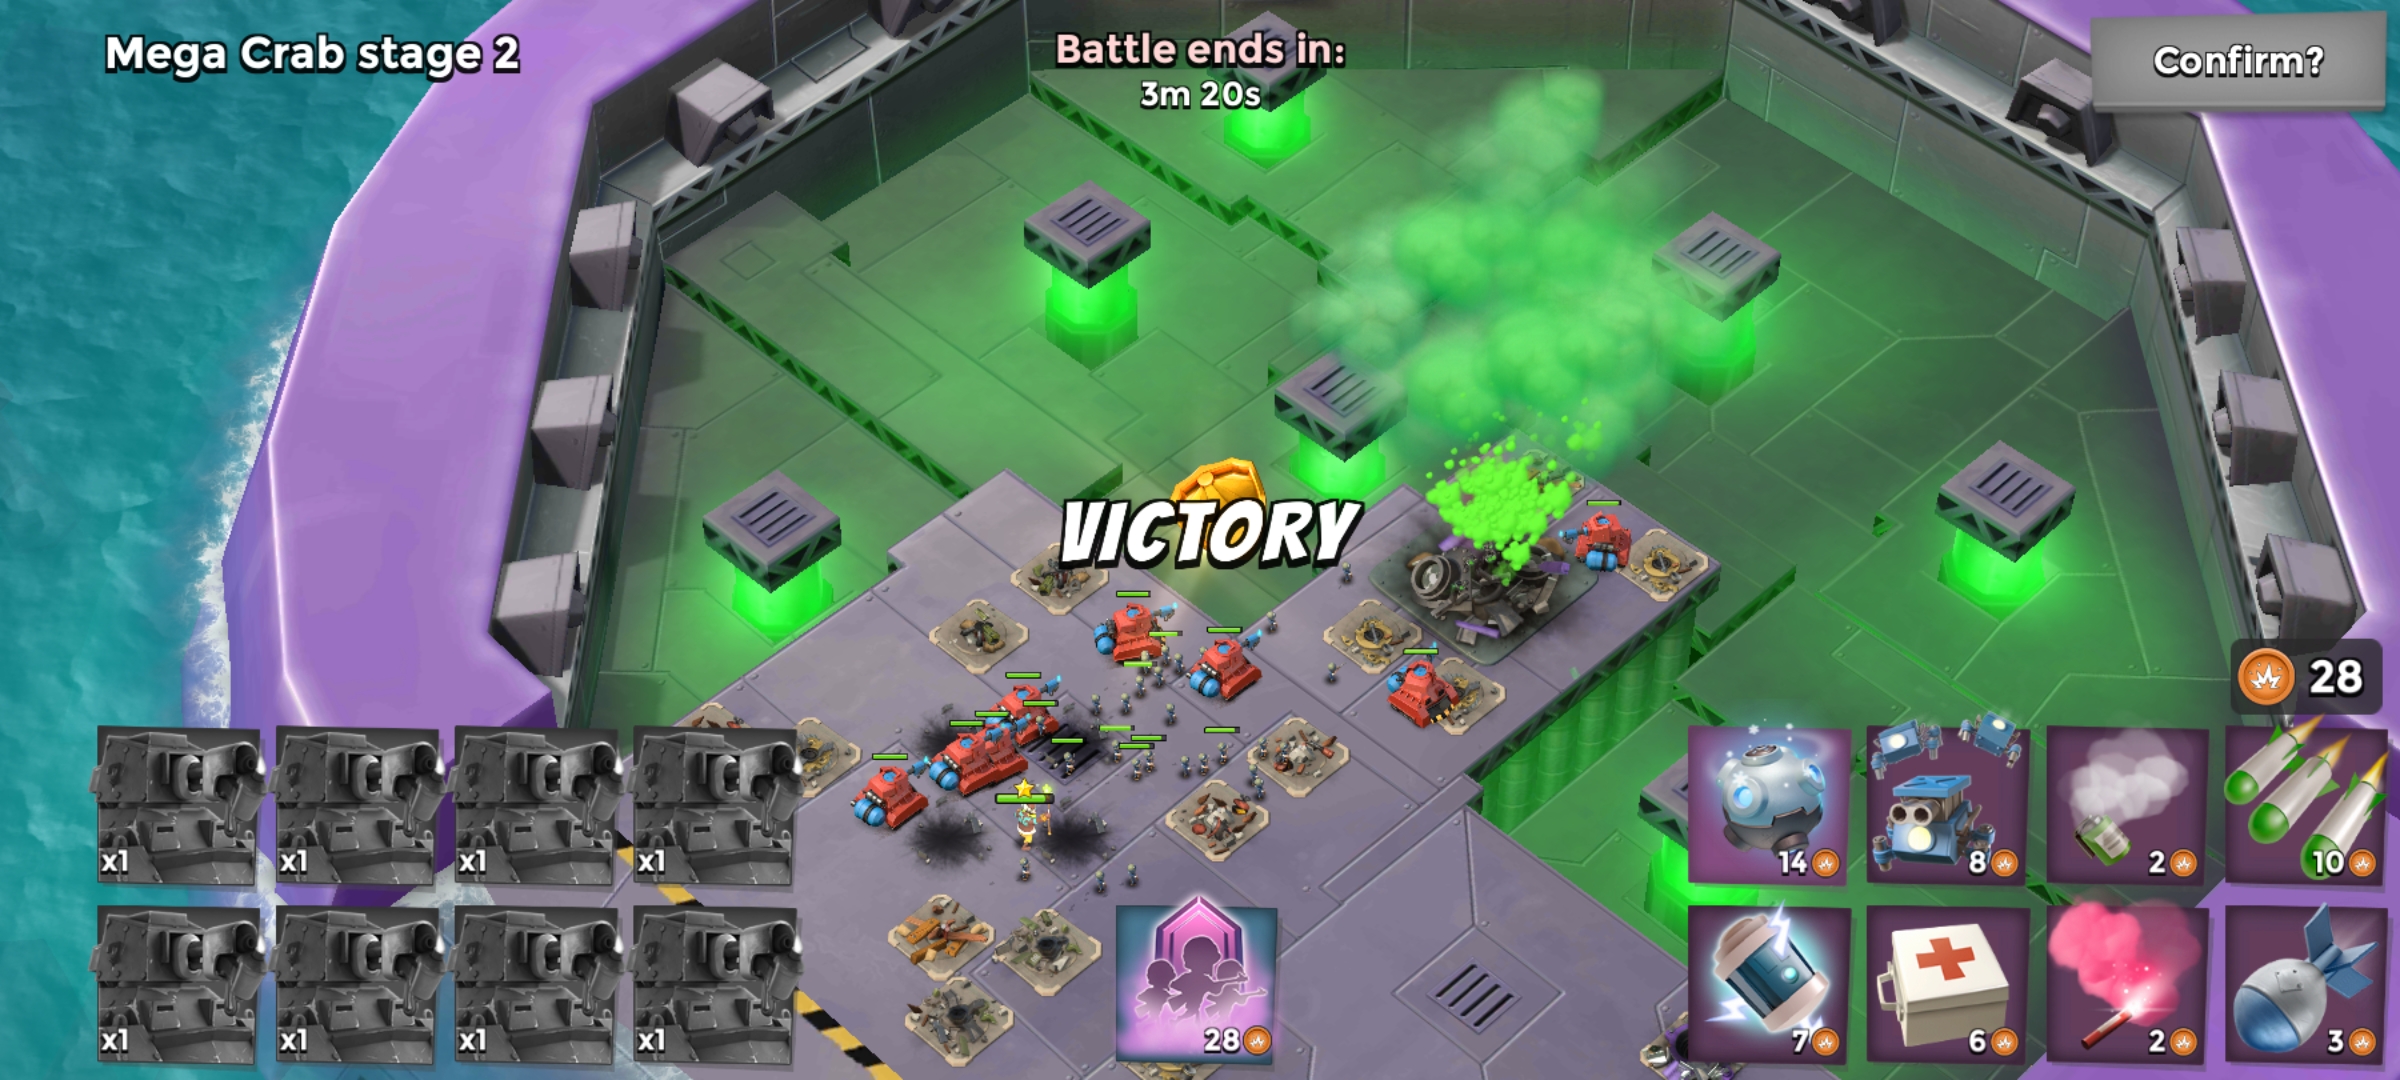 Mega Crab stage 2
Battle ends in:
3m 20s
Confirm?
VICTORY
28
x1
x1
x1
x1
14
8
2
10
x1
x1
x1
x1
28
7
6
2
3